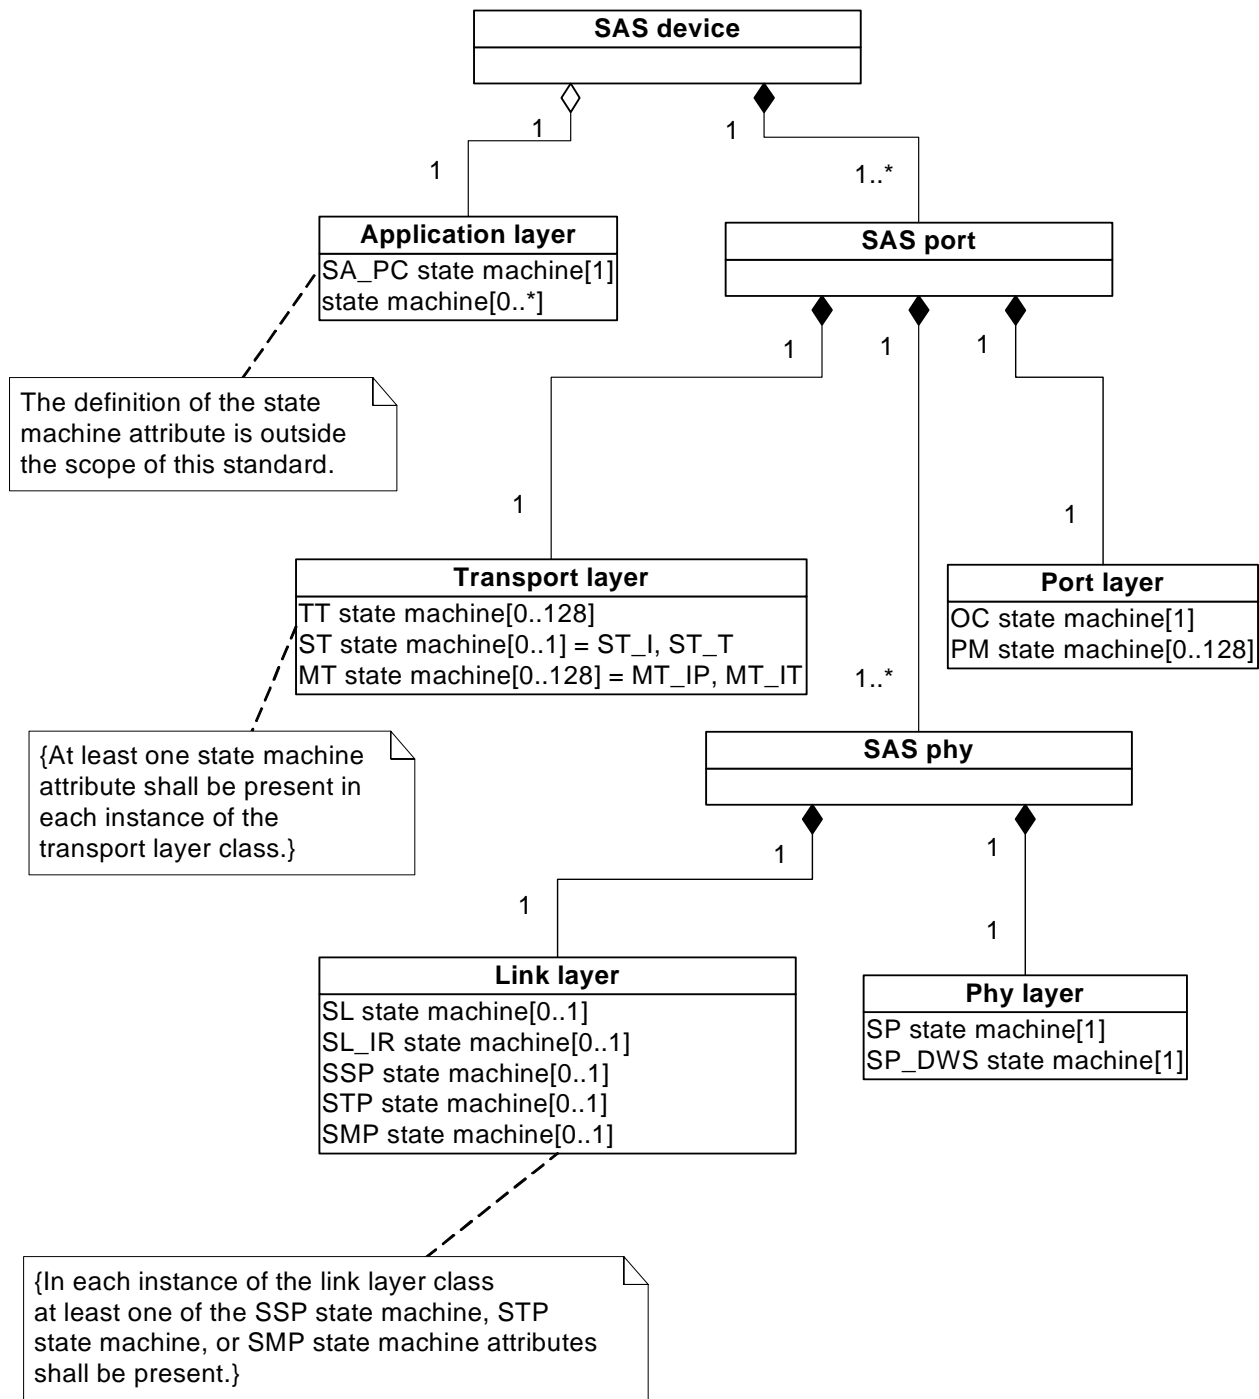 SAS device
1
1
1
1..*
Application layer
SA_PC state machine[1]
state machine[0..*]
SAS port
1
1
1
The definition of the state
machine attribute is outside
the scope of this standard.
1
1
Transport layer
TT state machine[0..128]
ST state machine[0..1] = ST_I, ST_T
MT state machine[0..128] = MT_IP, MT_IT
Port layer
OC state machine[1]
PM state machine[0..128]
1..*
{At least one state machine
attribute shall be present in
each instance of the
transport layer class.}
SAS phy
1
1
1
1
Link layer
SL state machine[0..1]
SL_IR state machine[0..1]
SSP state machine[0..1]
STP state machine[0..1]
SMP state machine[0..1]
Phy layer
SP state machine[1]
SP_DWS state machine[1]
{In each instance of the link layer class
at least one of the SSP state machine, STP
state machine, or SMP state machine attributes
shall be present.}